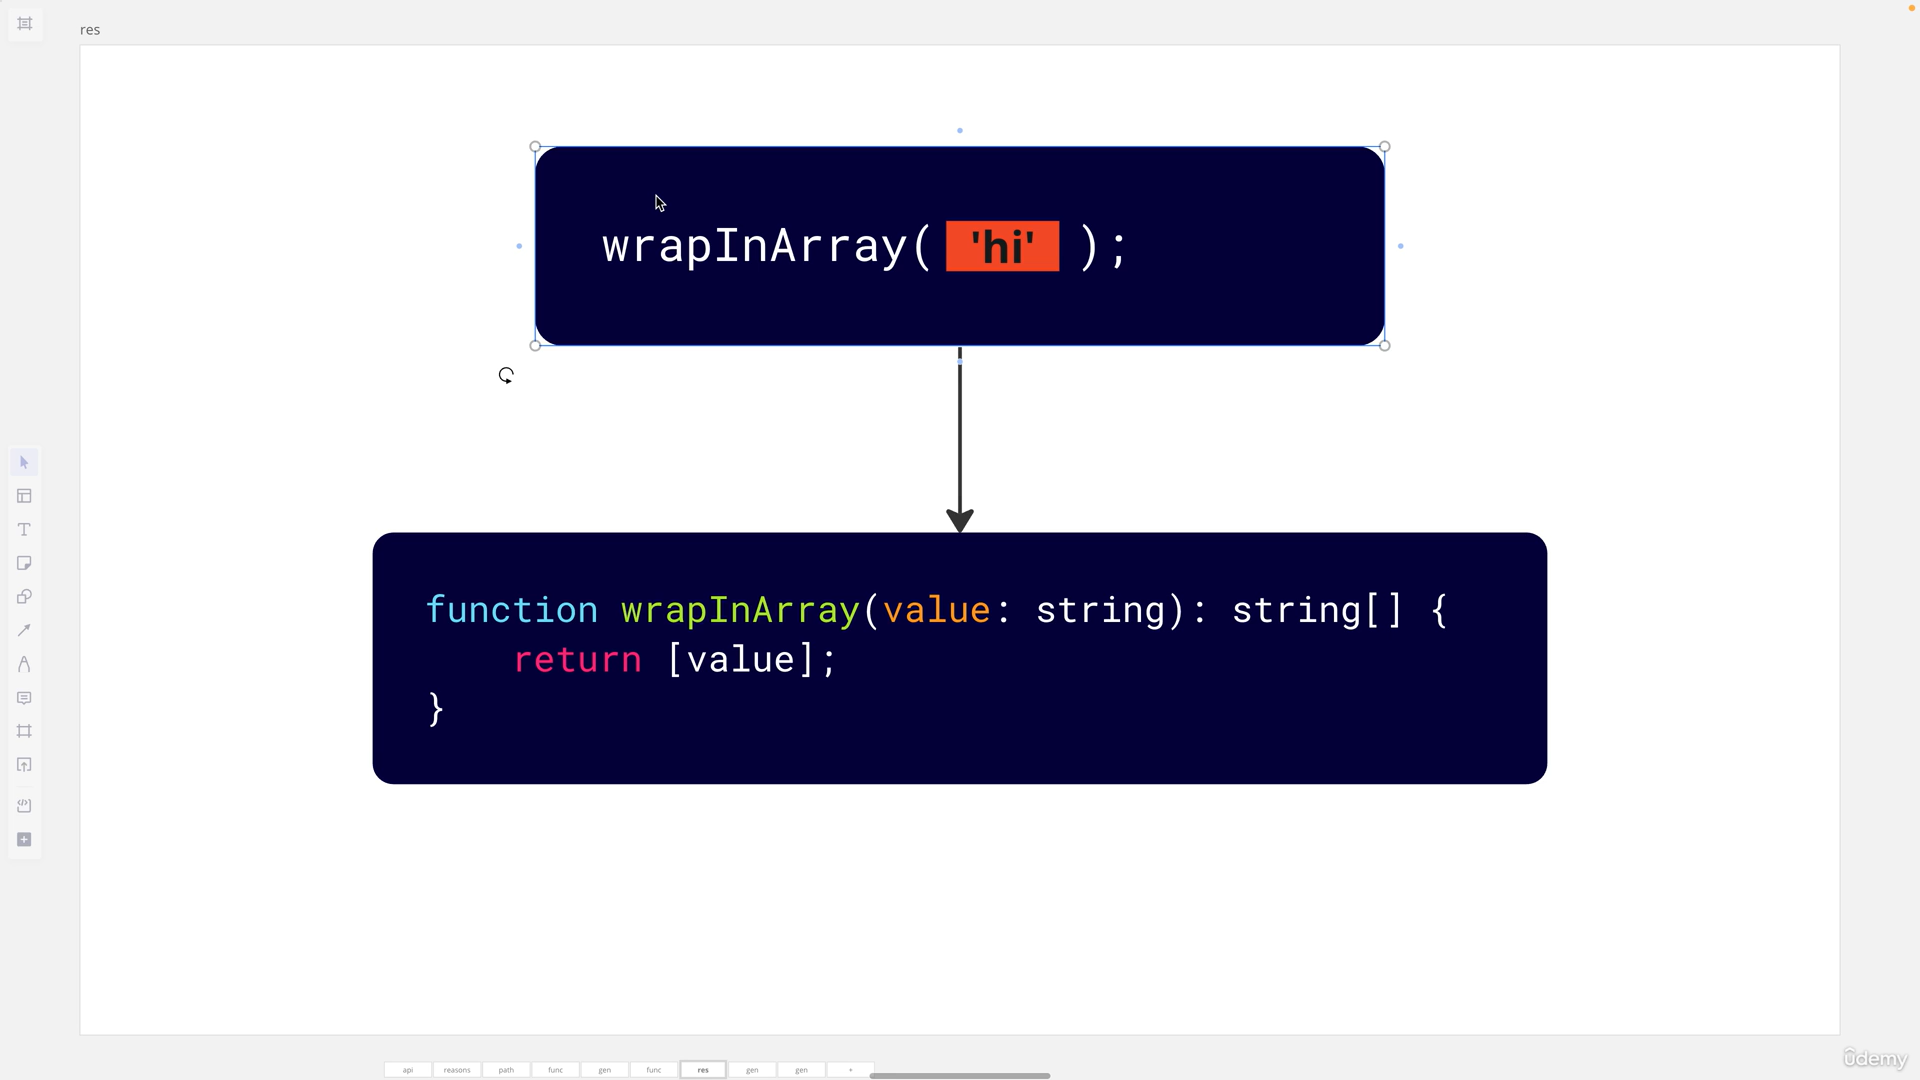 res
wrapInArray( 'hi' );
function wrapInArray(value: string): string[] {
return [value];
}
api reasons path func gen func res gen gen +
ûdemy